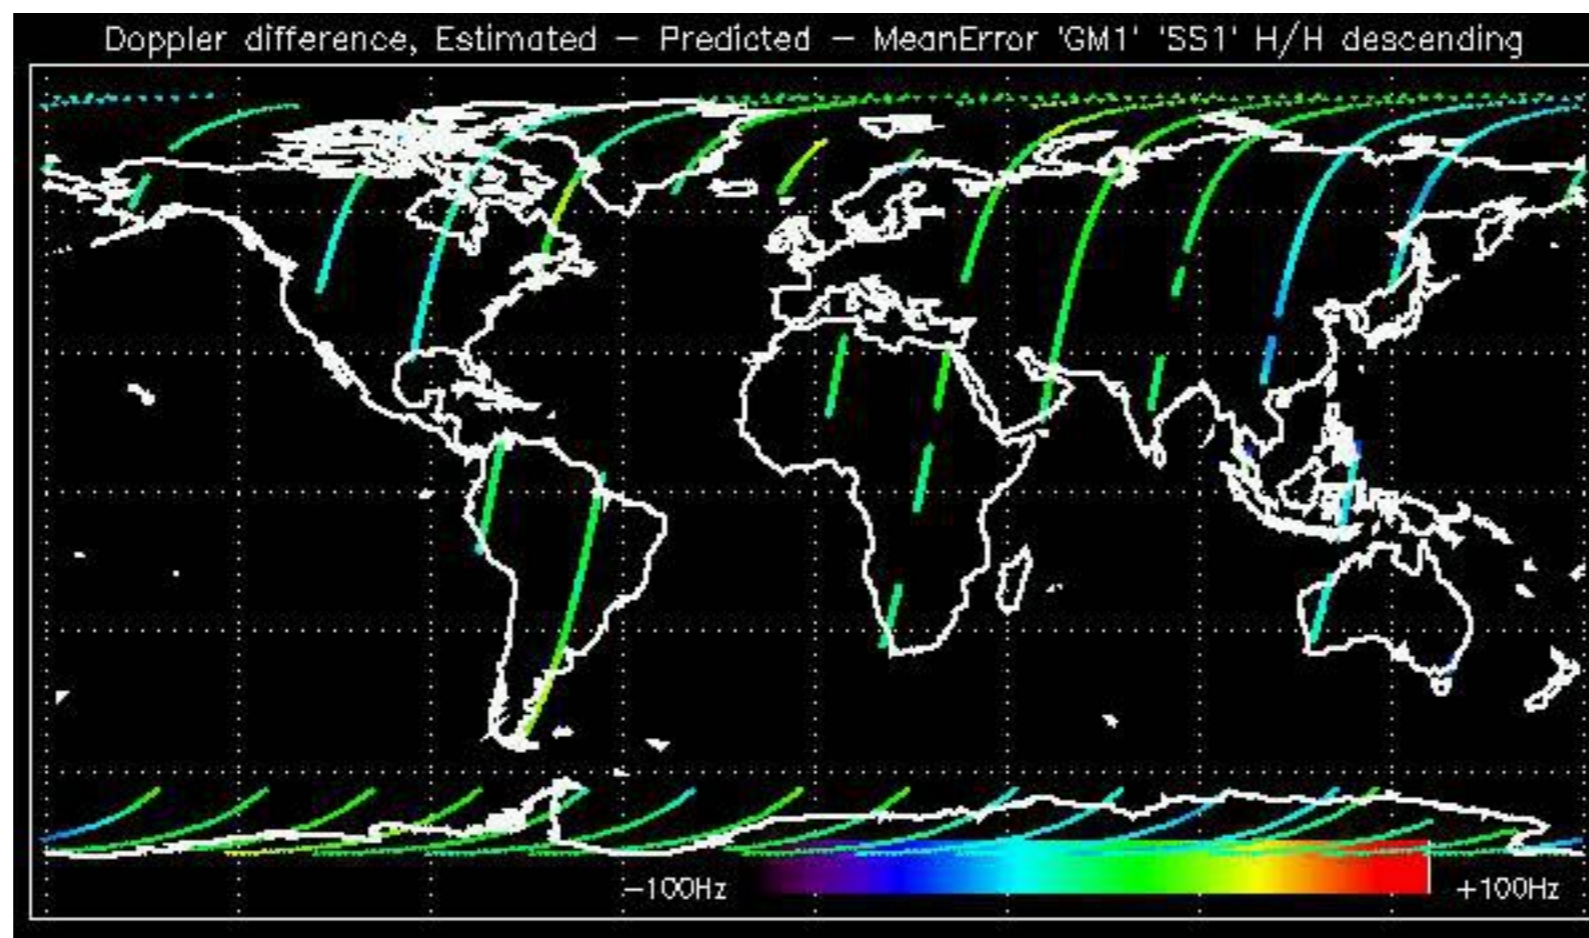 Doppler difference, Estimated – Predicted – MeanError 'GM1' 'SS1' H/H descending
–100Hz +100Hz